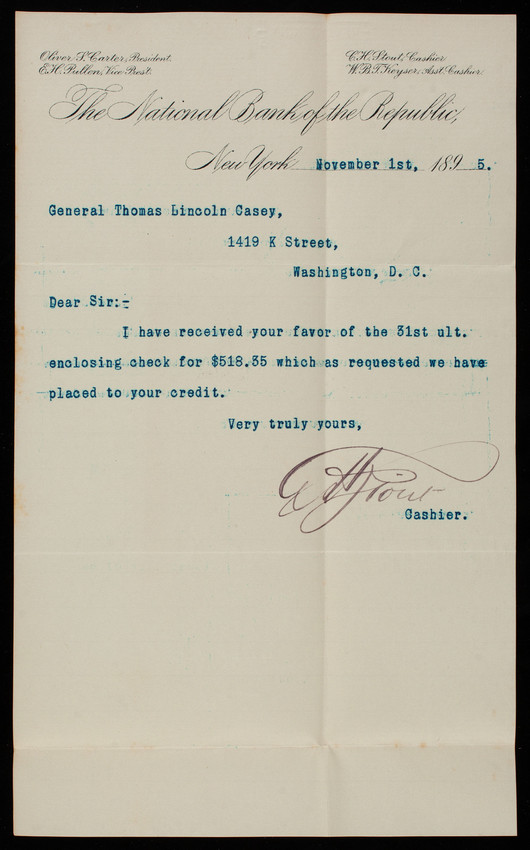 Oliver S. Carter, President.
E.H. Pullen, Vice Prest.
C.H. Stout, Cashier
W.B.T. Keyser, Asst. Cashier.
The National Bank of the Republic,
New York November 1st, 1895.
General Thomas Lincoln Casey,
1419 K Street,
Washington, D. C.
Dear Sir:-
I have received your favor of the 31st ult.
enclosing check for $518.35 which as requested we have
placed to your credit.
Very truly yours,
C H Stout
Cashier.